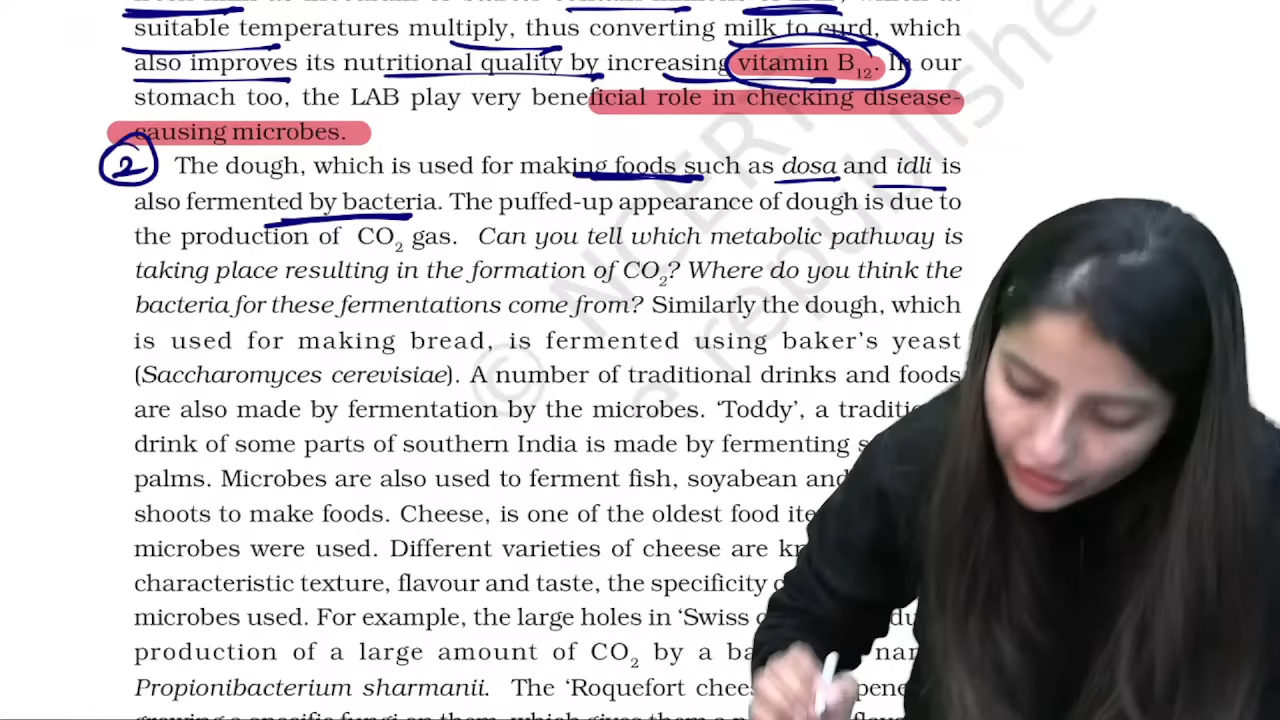 suitable temperatures multiply, thus converting milk to curd, which
also improves its nutritional quality by increasing vitamin B12. In our
stomach too, the LAB play very beneficial role in checking disease-
causing microbes.
2
The dough, which is used for making foods such as dosa and idli is
also fermented by bacteria. The puffed-up appearance of dough is due to
the production of CO2 gas. Can you tell which metabolic pathway is
taking place resulting in the formation of CO2? Where do you think the
bacteria for these fermentations come from? Similarly the dough, which
is used for making bread, is fermented using baker's yeast
(Saccharomyces cerevisiae). A number of traditional drinks and foods
are also made by fermentation by the microbes. 'Toddy', a
drink of some parts of southern India is made by fermenting
palms. Microbes are also used to ferment fish, soyabean and
shoots to make foods. Cheese, is one of the oldest food
microbes were used. Different varieties of cheese are
characteristic texture, flavour and taste, the specificity
microbes used. For example, the large holes in 'Swiss
production of a large amount of CO2 by a
Propionibacterium sharmanii. The 'Roquefort
© NCERT